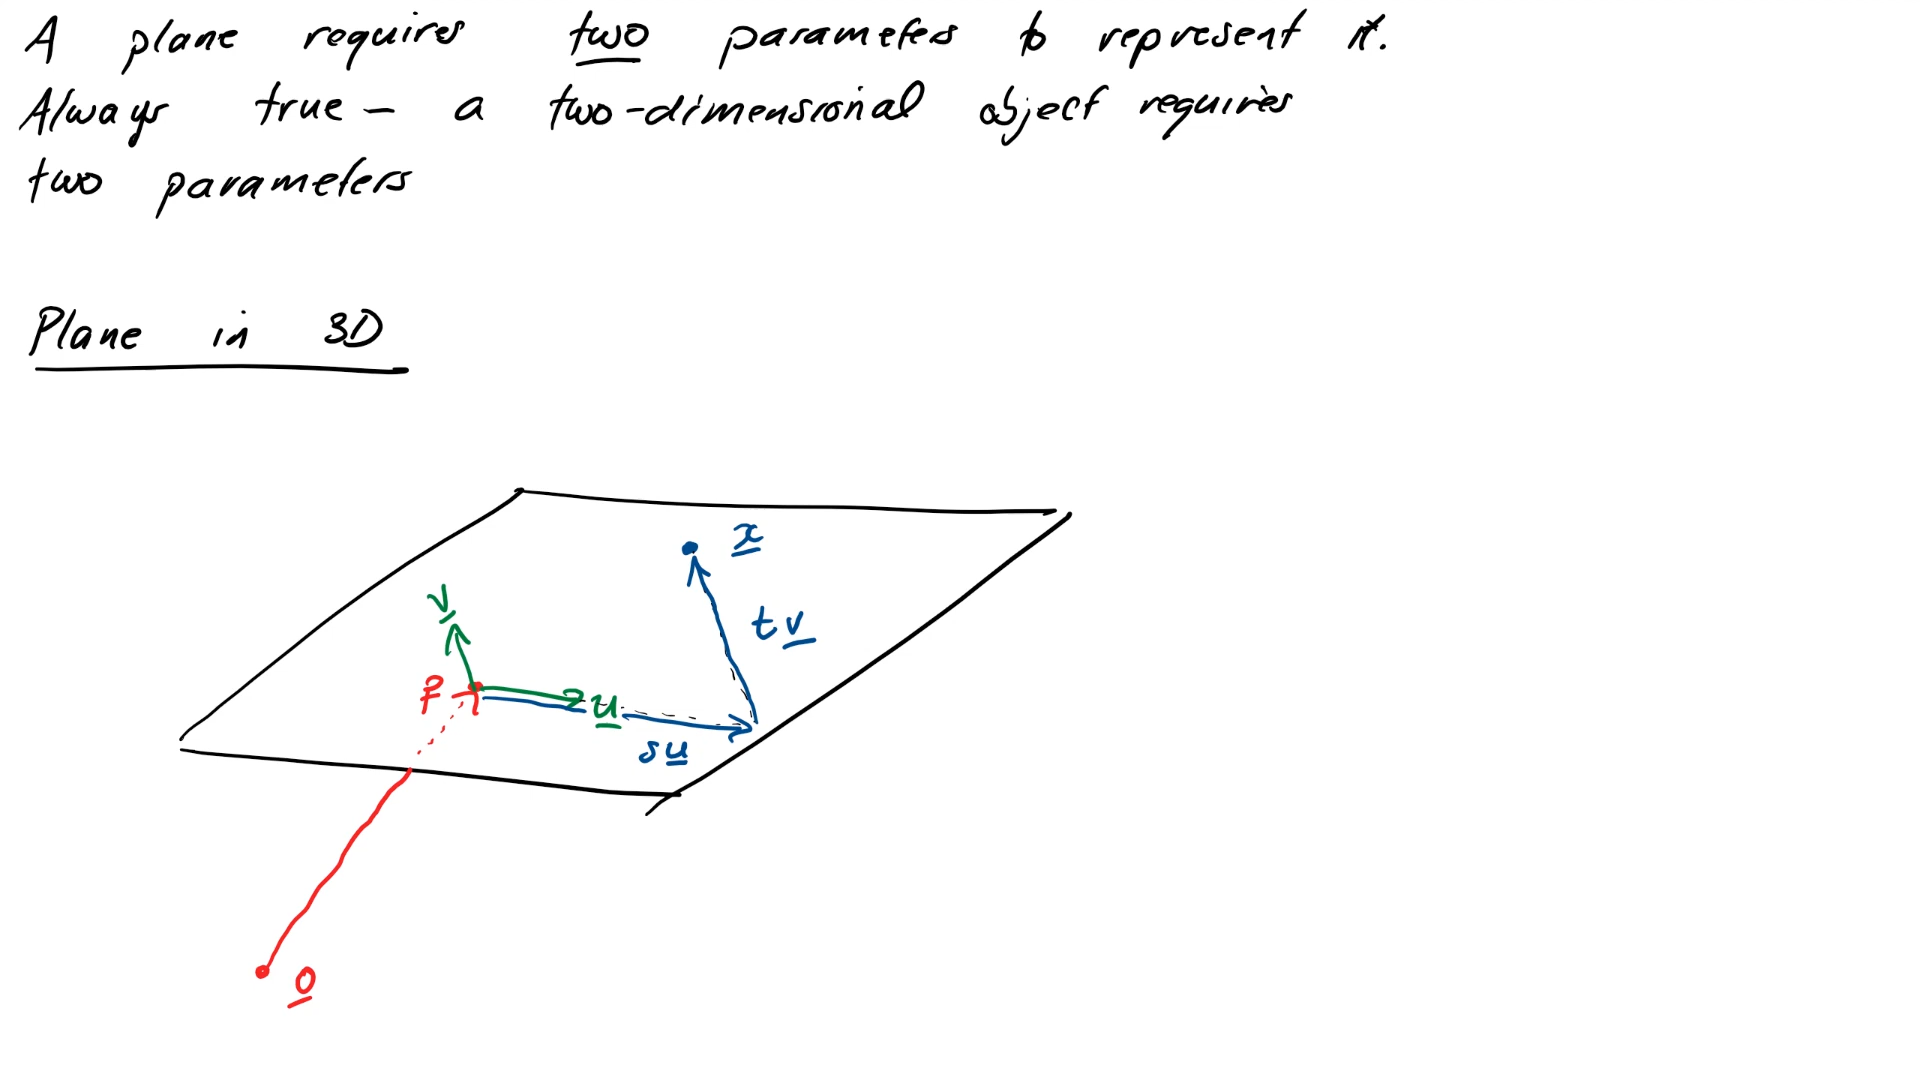 A plane requires two parameters to represent it.
Always true – a two-dimensional object requires
two parameters
Plane in 3D
x
v
tv
p
u
su
0